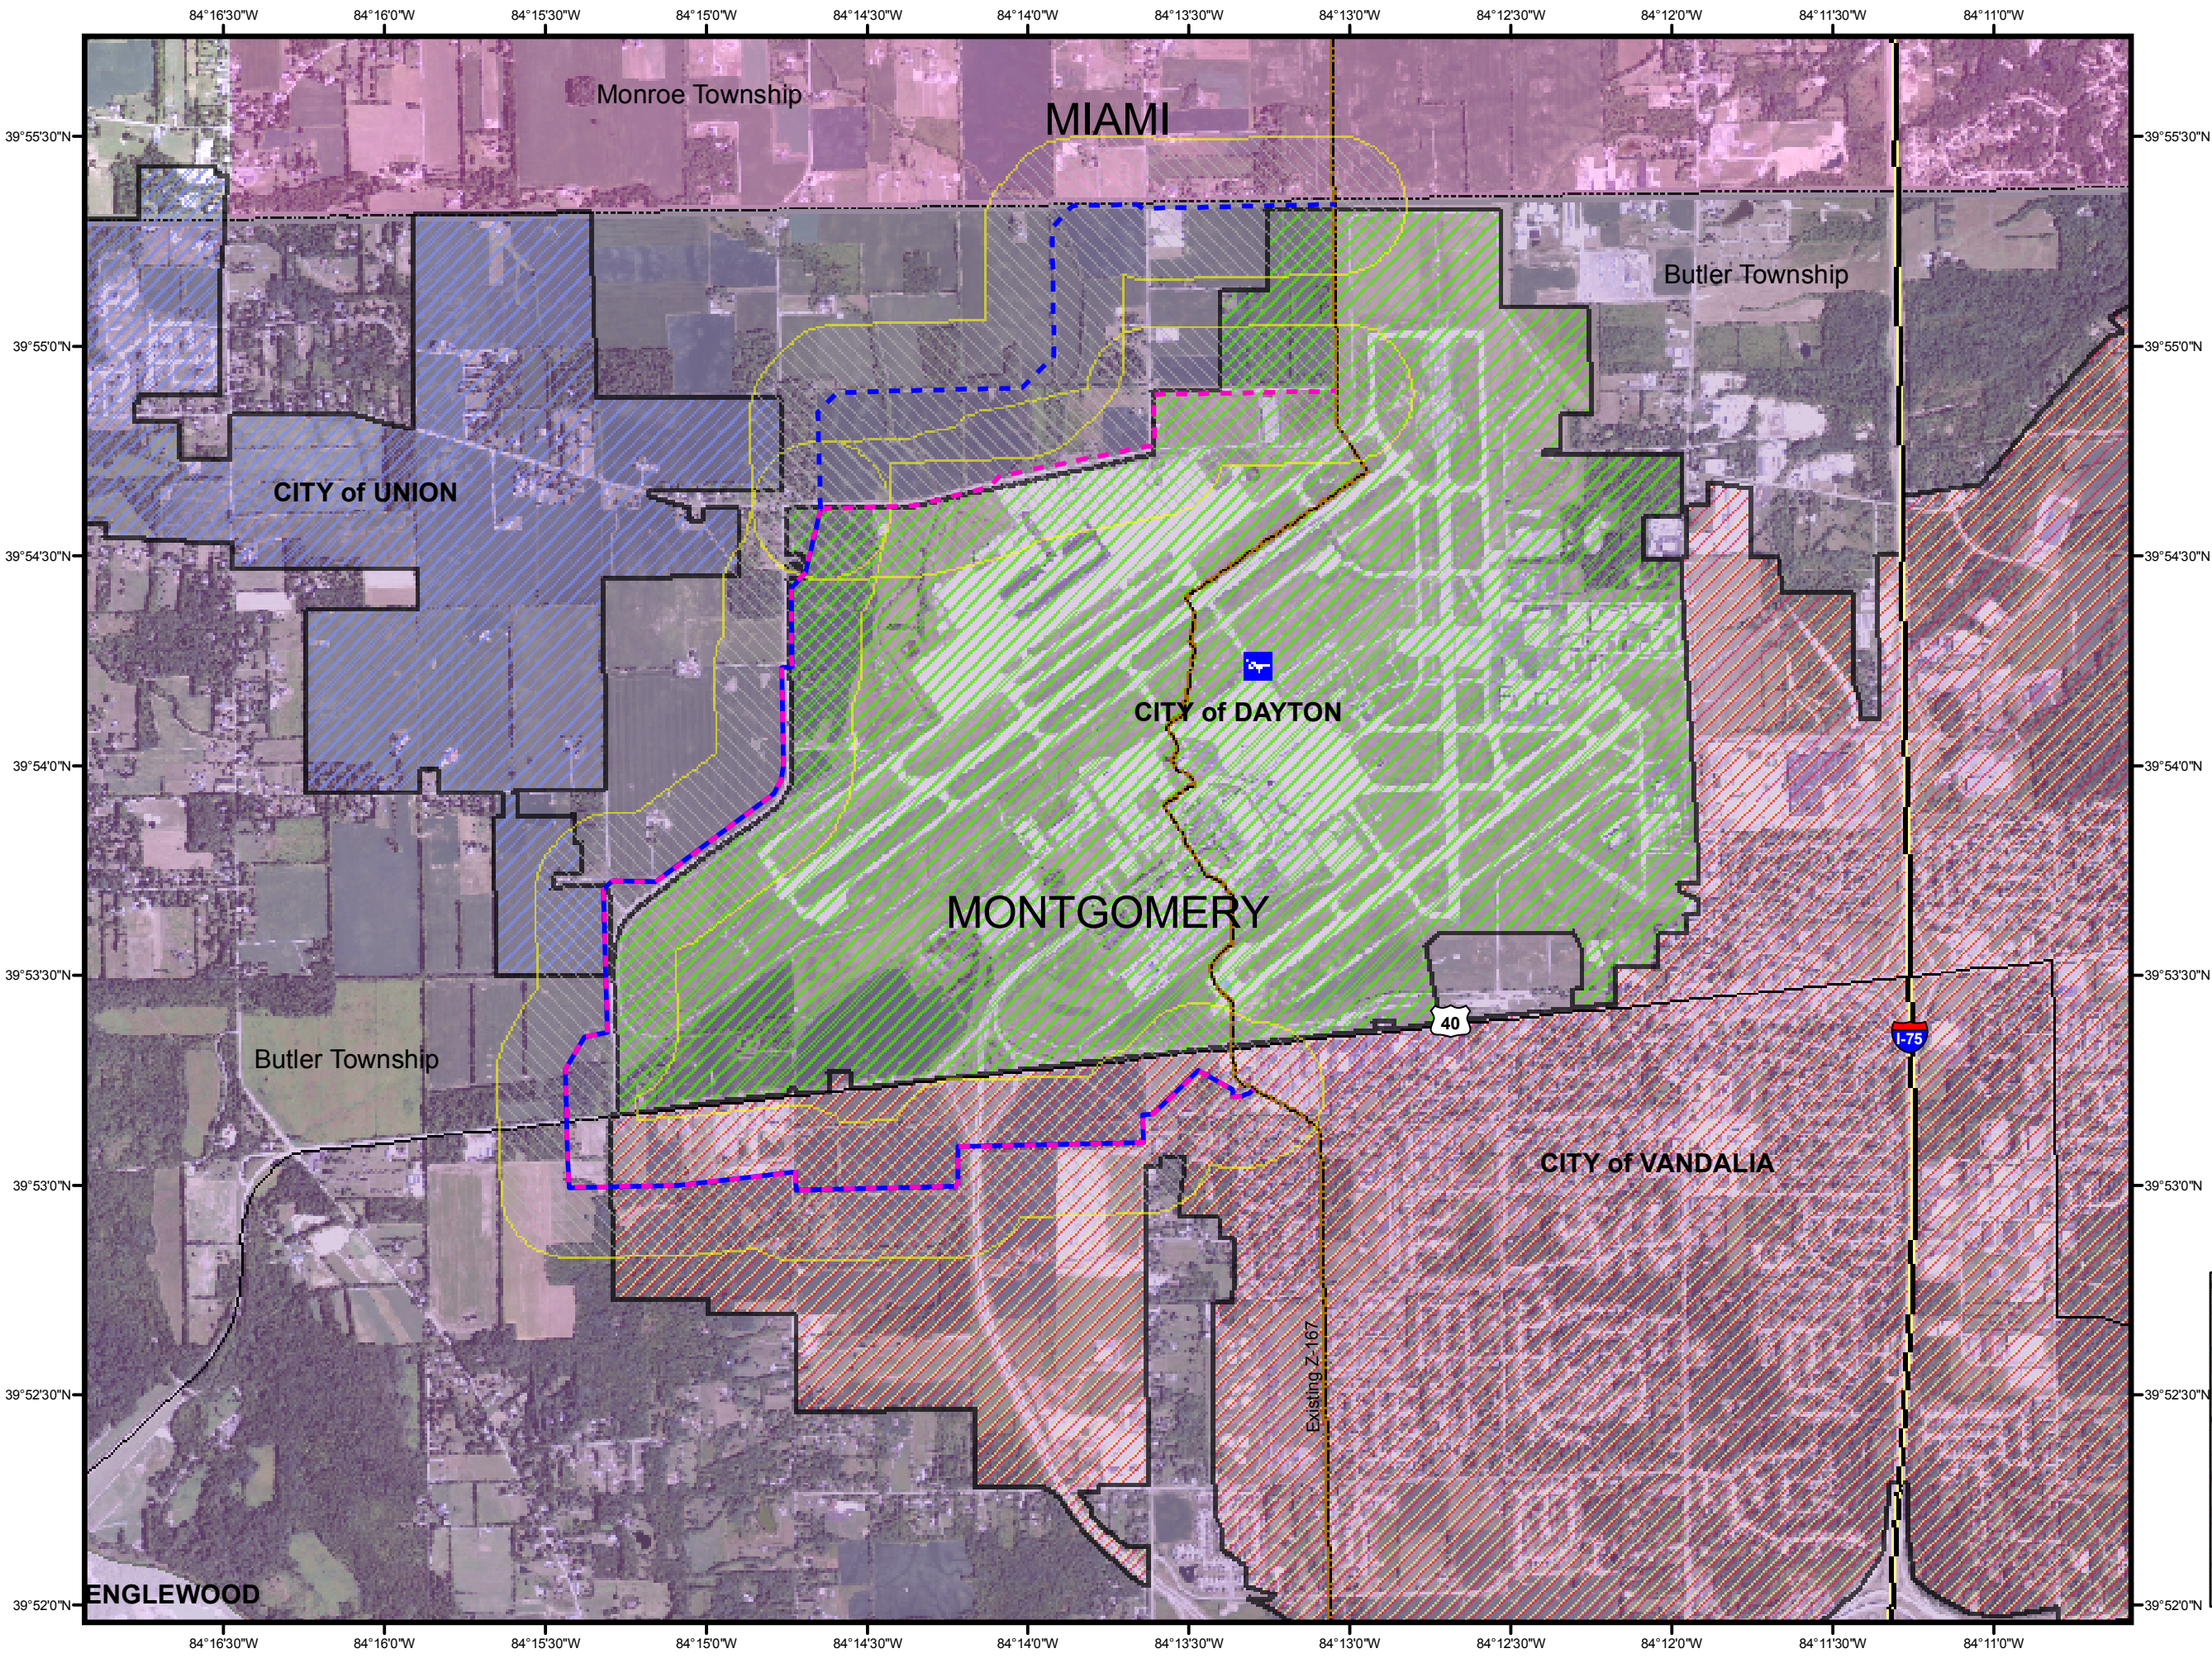 84°16'30"W 84°16'0"W 84°15'30"W 84°15'0"W 84°14'30"W 84°14'0"W 84°13'30"W 84°13'0"W 84°12'30"W 84°12'0"W 84°11'30"W 84°11'0"W
Monroe Township
MIAMI
39°55'30"N 39°55'30"N
Butler Township
39°55'0"N 39°55'0"N
CITY of UNION
39°54'30"N 39°54'30"N
CITY of DAYTON
39°54'0"N 39°54'0"N
MONTGOMERY
39°53'30"N 39°53'30"N
40
I-75
Butler Township
CITY of VANDALIA
39°53'0"N 39°53'0"N
Existing Z-167
39°52'30"N 39°52'30"N
ENGLEWOOD
39°52'0"N 39°52'0"N
84°16'30"W 84°16'0"W 84°15'30"W 84°15'0"W 84°14'30"W 84°14'0"W 84°13'30"W 84°13'0"W 84°12'30"W 84°12'0"W 84°11'30"W 84°11'0"W